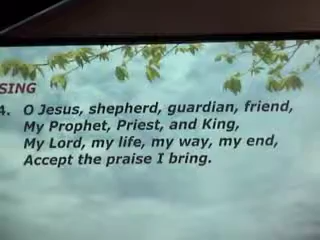 SING
4. O Jesus, shepherd, guardian, friend,
My Prophet, Priest, and King,
My Lord, my life, my way, my end,
Accept the praise I bring.